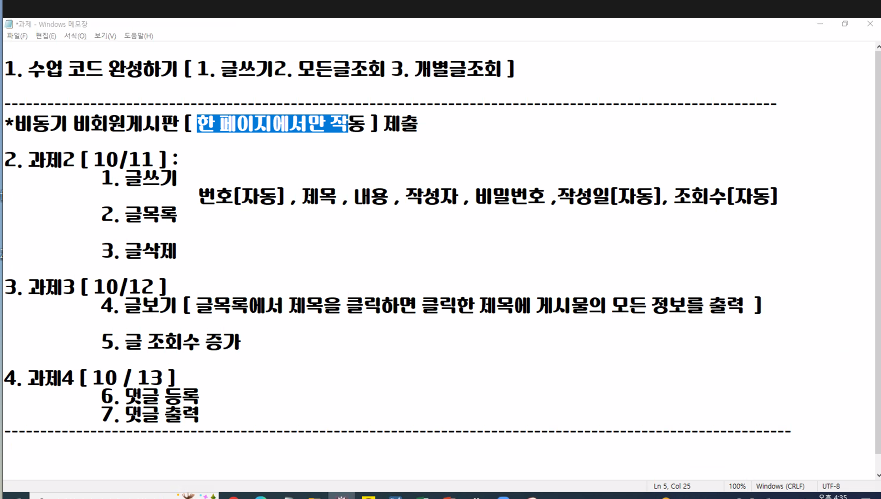 *과제 - Windows 메모장
파일(F) 편집(E) 서식(O) 보기(V) 도움말(H)
1. 수업 코드 완성하기 [ 1. 글쓰기2. 모든글조회 3. 개별글조회 ]
------------------------------------------------------------
*비동기 비회원게시판 [ 한 페이지에서만 작동 ] 제출
2. 과제2 [ 10/11 ] :
1. 글쓰기
번호[자동] , 제목 , 내용 , 작성자 , 비밀번호 ,작성일[자동], 조회수[자동]
2. 글목록
3. 글삭제
3. 과제3 [ 10/12 ]
4. 글보기 [ 글목록에서 제목을 클릭하면 클릭한 제목에 게시물의 모든 정보를 출력 ]
5. 글 조회수 증가
4. 과제4 [ 10 / 13 ]
6. 댓글 등록
7. 댓글 출력
------------------------------------------------------------
Ln 5, Col 25 100% Windows (CRLF) UTF-8
오후 4:35